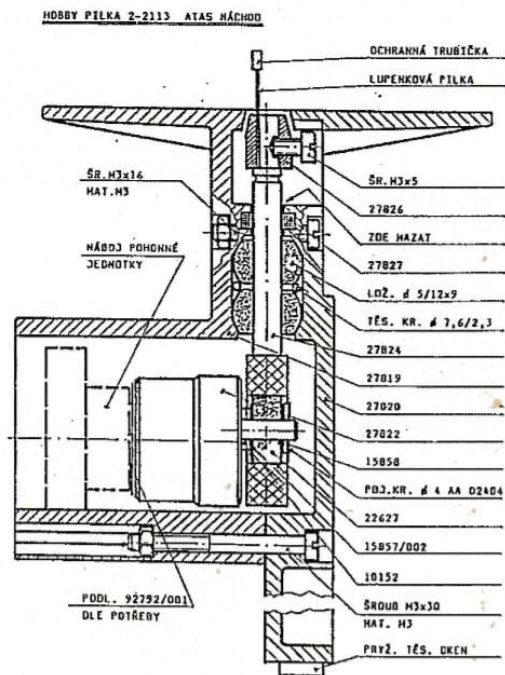 HOBBY PILKA 2-2113 ATAS NÁCHOD
OCHRANNÁ TRUBIČKA
LUPENKOVÁ PILKA
ŠR.M3x16
MAT.M3
ŠR.M3x5
27826
ZDE MAZAT
NÁBOJ POHONNÉ
JEDNOTKY
27827
LOŽ. ø 5/12x9
TĚS. KR. ø 7,6/2,3
27824
27819
27820
27822
15858
POJ.KR. ø 4 AA 02404
22627
15857/002
10152
PODL. 92792/001
DLE POTŘEBY
ŠROUB M3x30
MAT. M3
PRYŽ. TĚS. OKEN